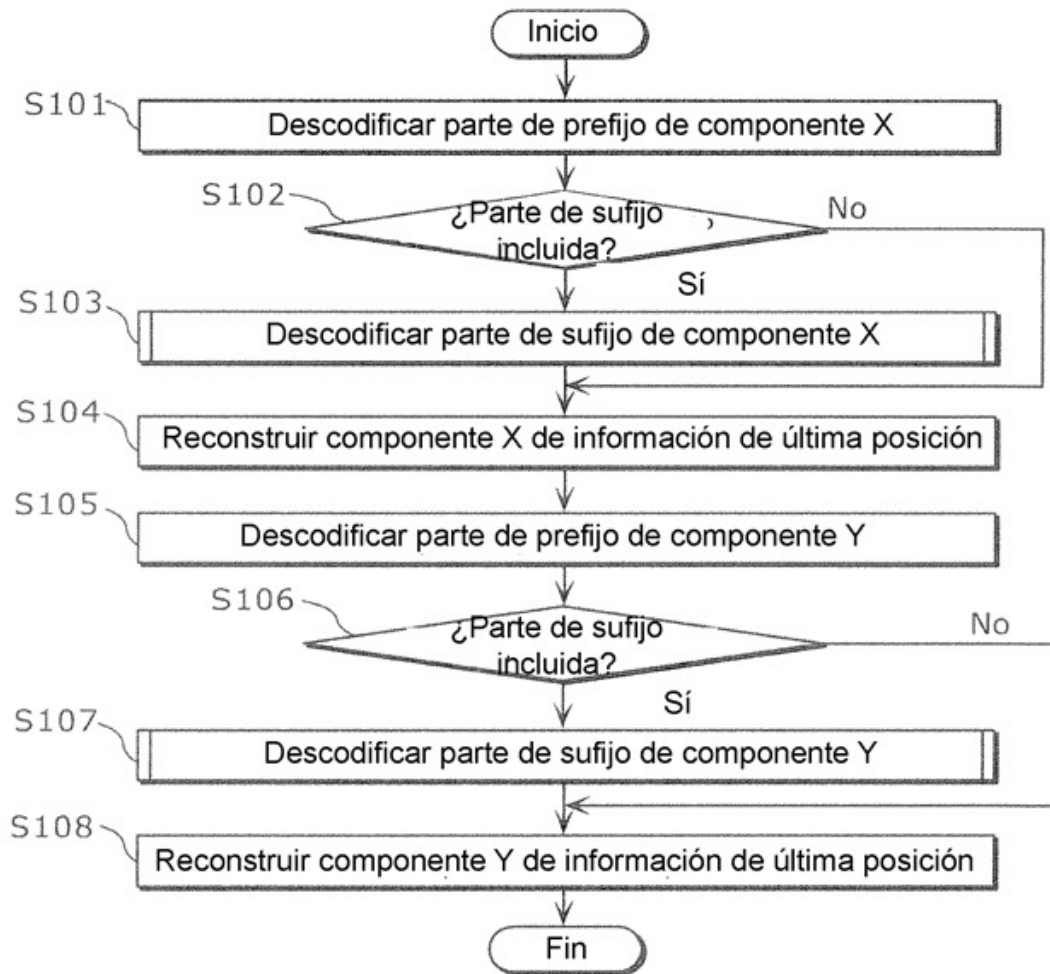 Inicio
S101
Descodificar parte de prefijo de componente X
S102
¿Parte de sufijo
incluida?
No
Sí
S103
Descodificar parte de sufijo de componente X
S104
Reconstruir componente X de información de última posición
S105
Descodificar parte de prefijo de componente Y
S106
¿Parte de sufijo
incluida?
No
Sí
S107
Descodificar parte de sufijo de componente Y
S108
Reconstruir componente Y de información de última posición
Fin